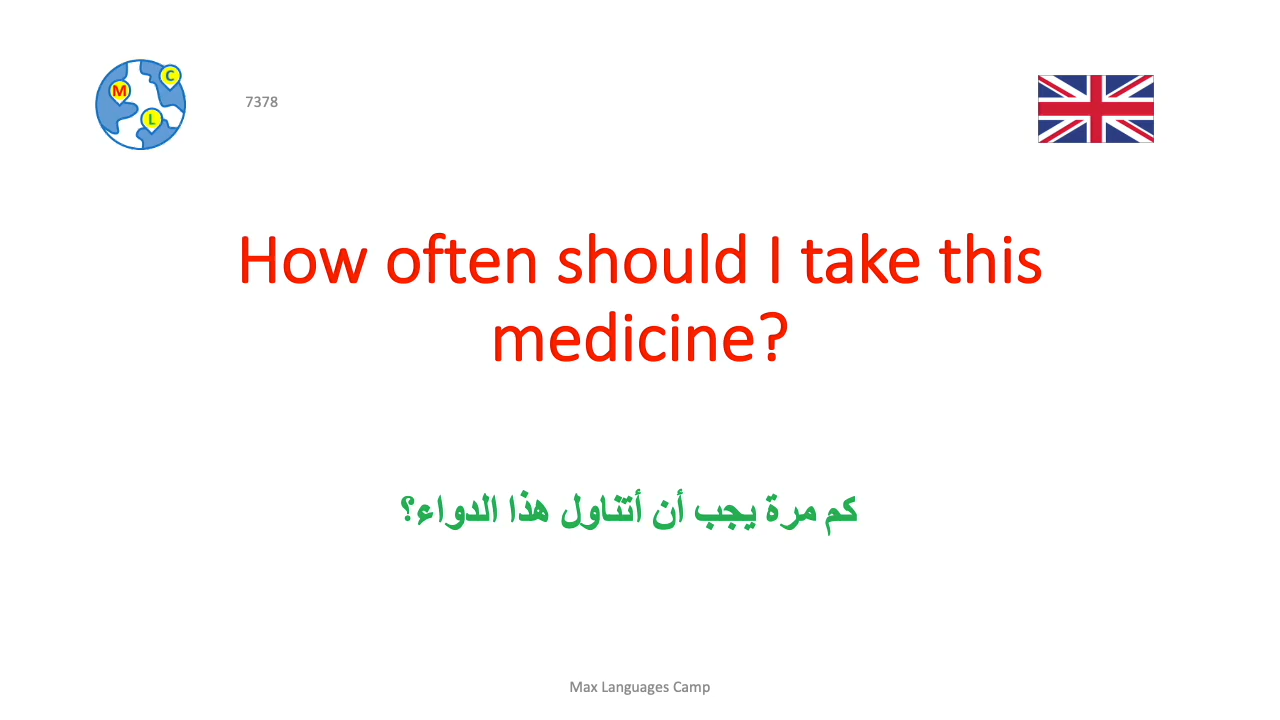 M
C
L
7378
How often should I take this
medicine?
كم مرة يجب أن أتناول هذا الدواء؟
Max Languages Camp